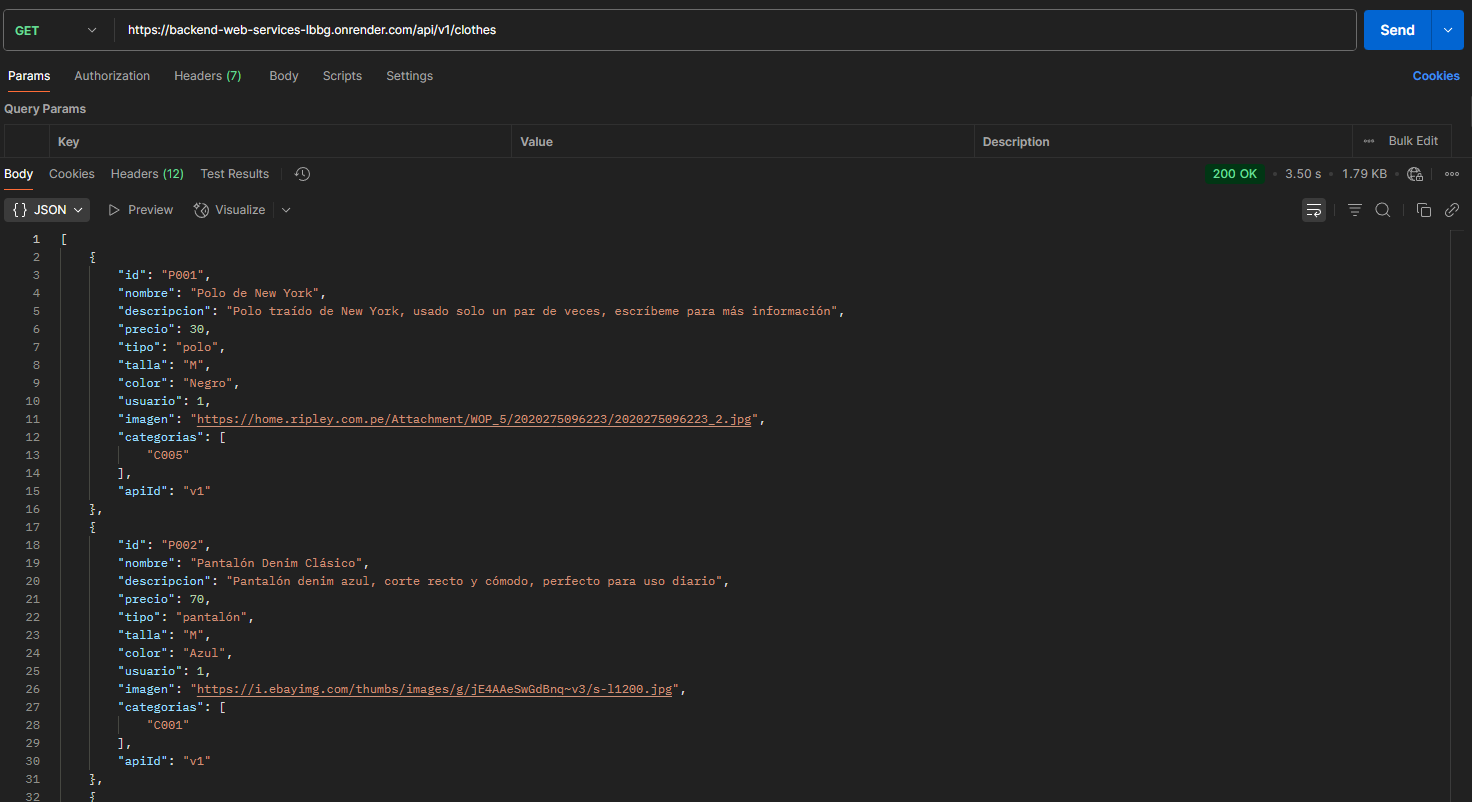 GET https://backend-web-services-lbbg.onrender.com/api/v1/clothes Send
Params Authorization Headers (7) Body Scripts Settings Cookies
Query Params
Key Value Description Bulk Edit
Body Cookies Headers (12) Test Results 200 OK 3.50 s 1.79 KB
{} JSON Preview Visualize
1 [
2 {
3 "id": "P001",
4 "nombre": "Polo de New York",
5 "descripcion": "Polo traído de New York, usado solo un par de veces, escríbeme para más información",
6 "precio": 30,
7 "tipo": "polo",
8 "talla": "M",
9 "color": "Negro",
10 "usuario": 1,
11 "imagen": "https://home.ripley.com.pe/Attachment/WOP_5/2020275096223/2020275096223_2.jpg",
12 "categorias": [
13 "C005"
14 ],
15 "apiId": "v1"
16 },
17 {
18 "id": "P002",
19 "nombre": "Pantalón Denim Clásico",
20 "descripcion": "Pantalón denim azul, corte recto y cómodo, perfecto para uso diario",
21 "precio": 70,
22 "tipo": "pantalón",
23 "talla": "M",
24 "color": "Azul",
25 "usuario": 1,
26 "imagen": "https://i.ebayimg.com/thumbs/images/g/jE4AAeSwGdBnq~v3/s-l1200.jpg",
27 "categorias": [
28 "C001"
29 ],
30 "apiId": "v1"
31 },
32 {